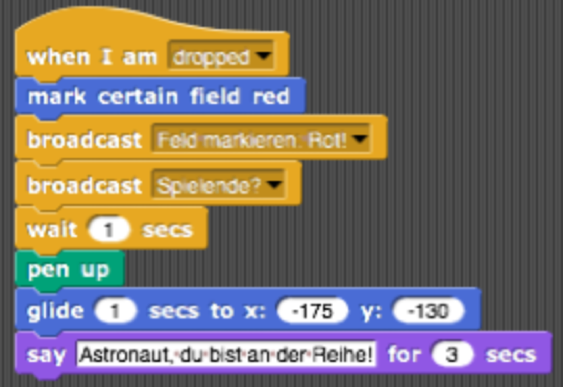 when I am dropped
mark certain field red
broadcast Feld markieren: Rot!
broadcast Spielende?
wait 1 secs
pen up
glide 1 secs to x: -175 y: -130
say Astronaut, du bist an der Reihe! for 3 secs